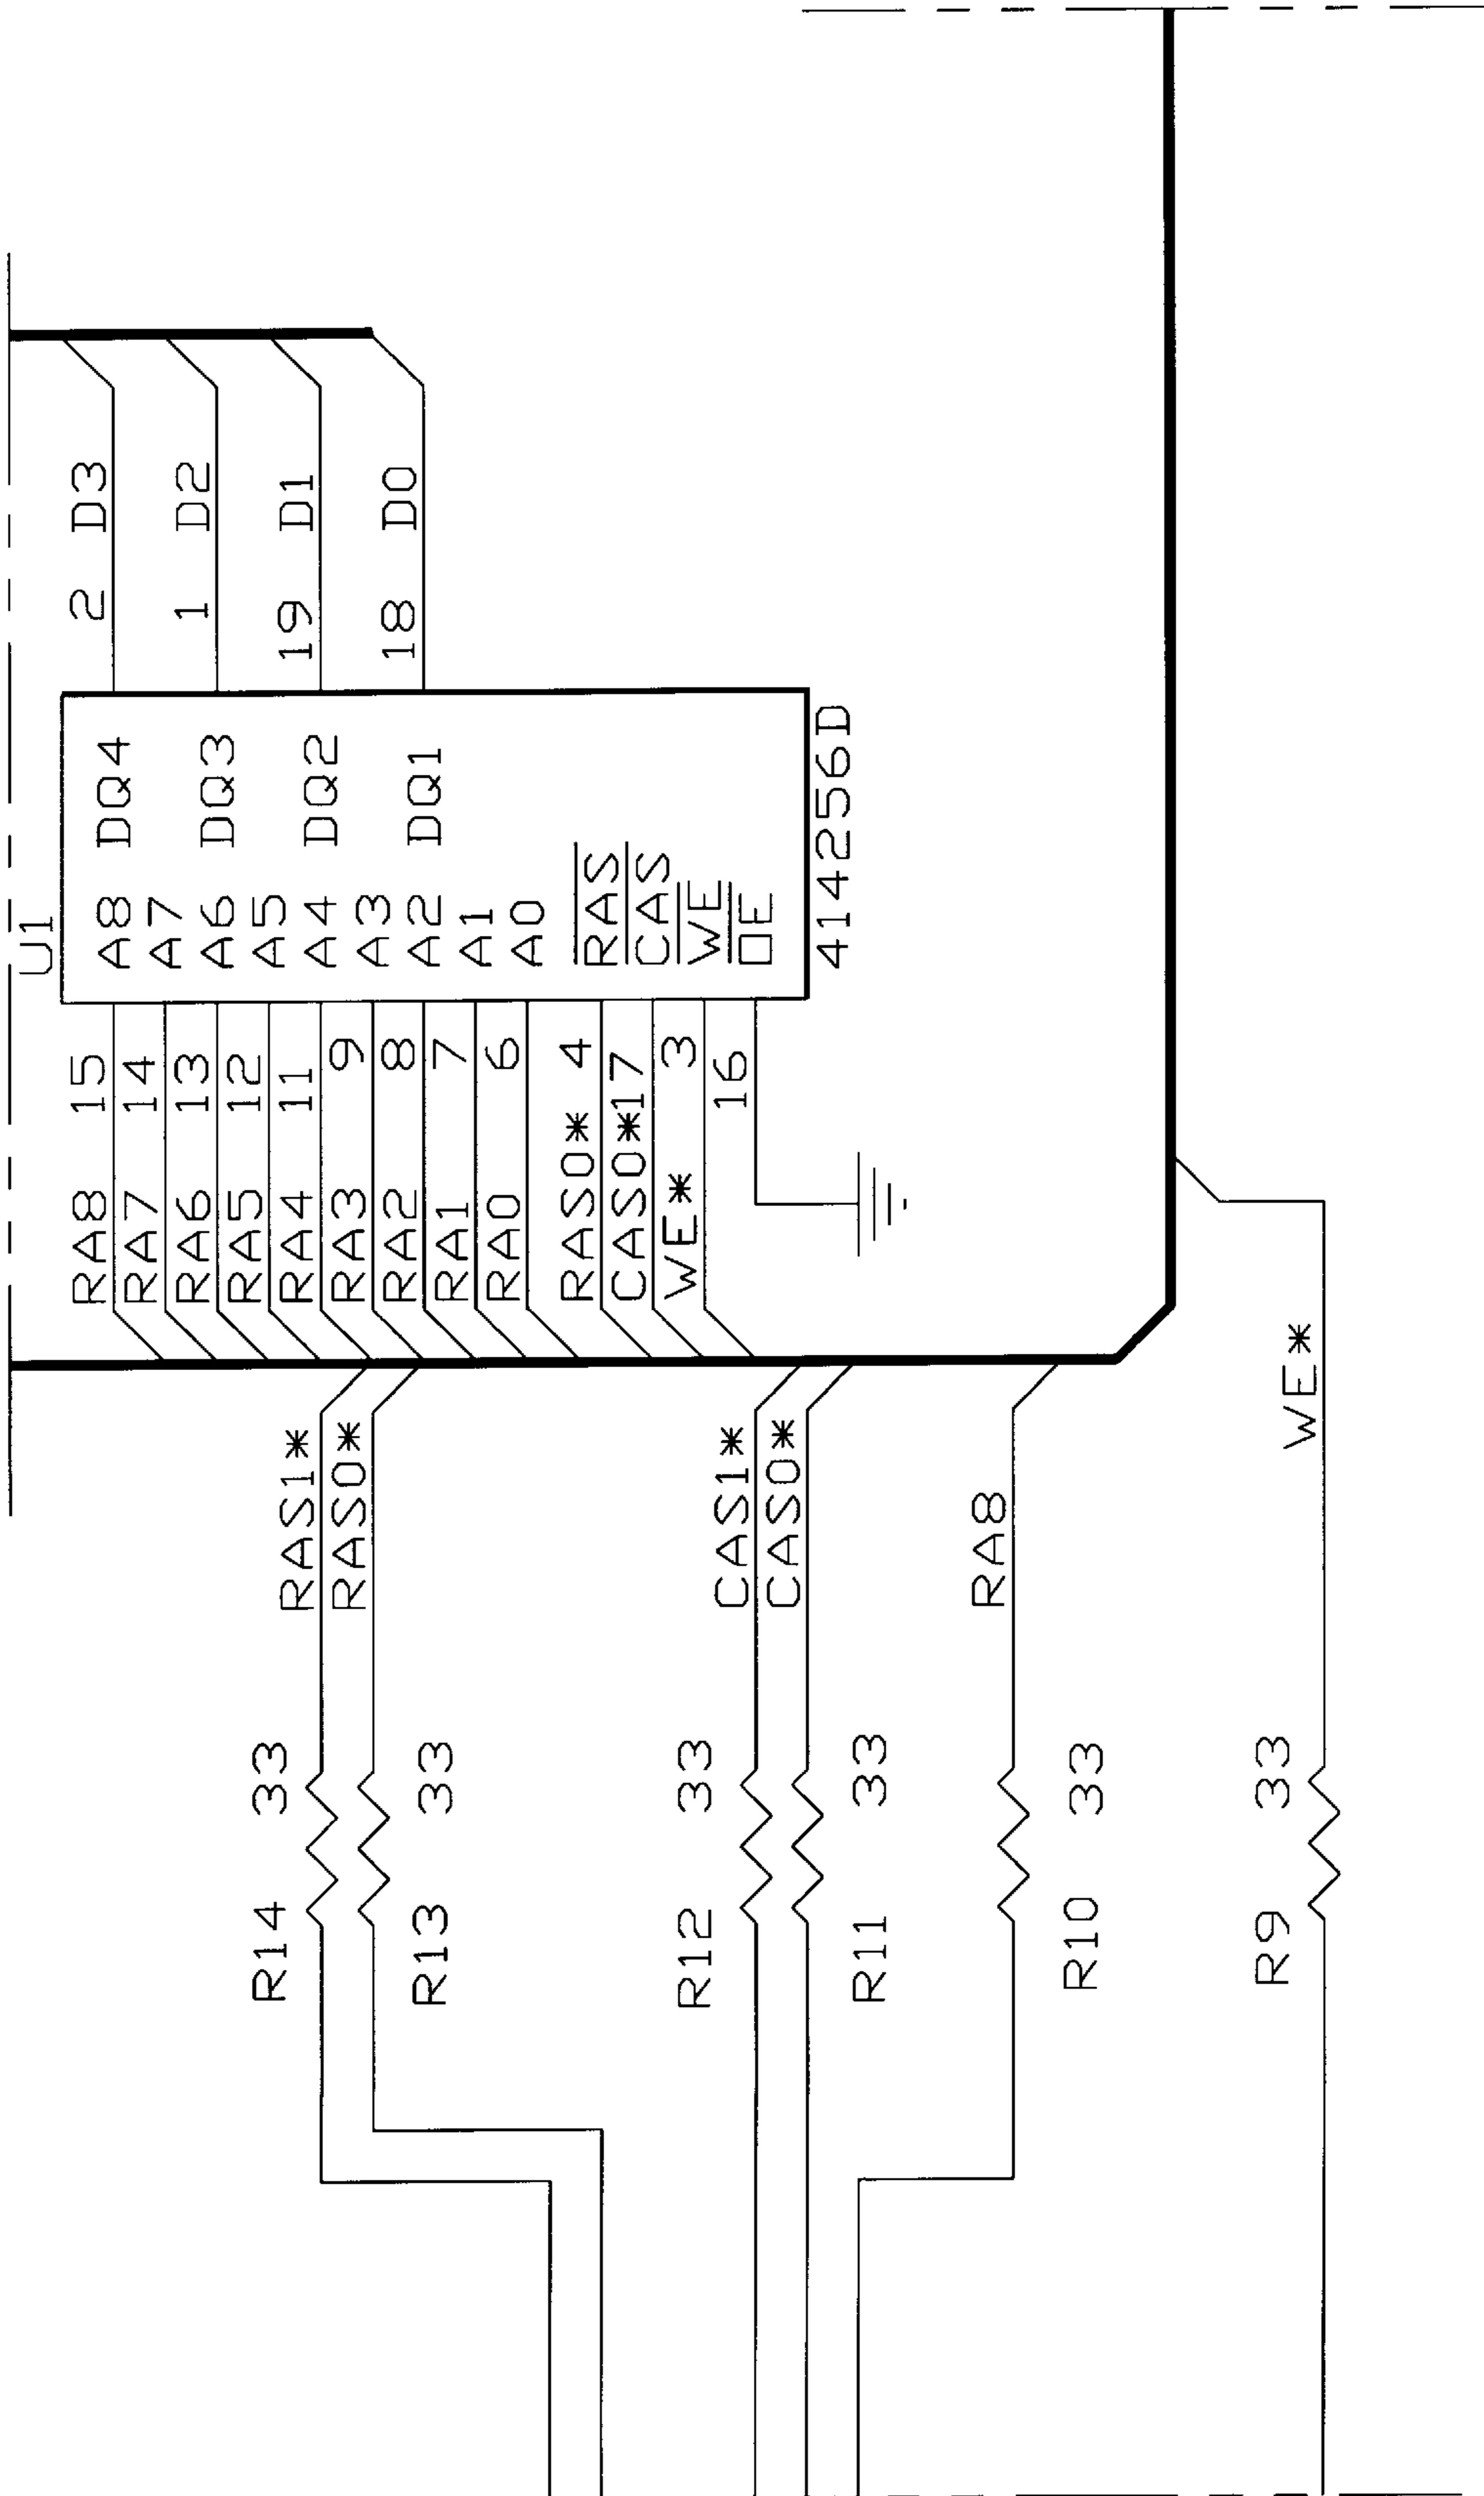 U1
RA8 15 A8 DQ4 2 D3
RA7 14 A7
RA6 13 A6 DQ3 1 D2
RA5 12 A5
RA4 11 A4 DQ2 19 D1
RA3 9 A3
RA2 8 A2 DQ1 18 D0
RA1 7 A1
RA0 6 A0
RAS0* 4 RAS
CAS0* 17 CAS
WE* 3 WE
16 OE
414256D
R14 33 RAS1*
RAS0*
R13 33
R12 33 CAS1*
CAS0*
R11 33
RA8
R10 33
R9 33 WE*